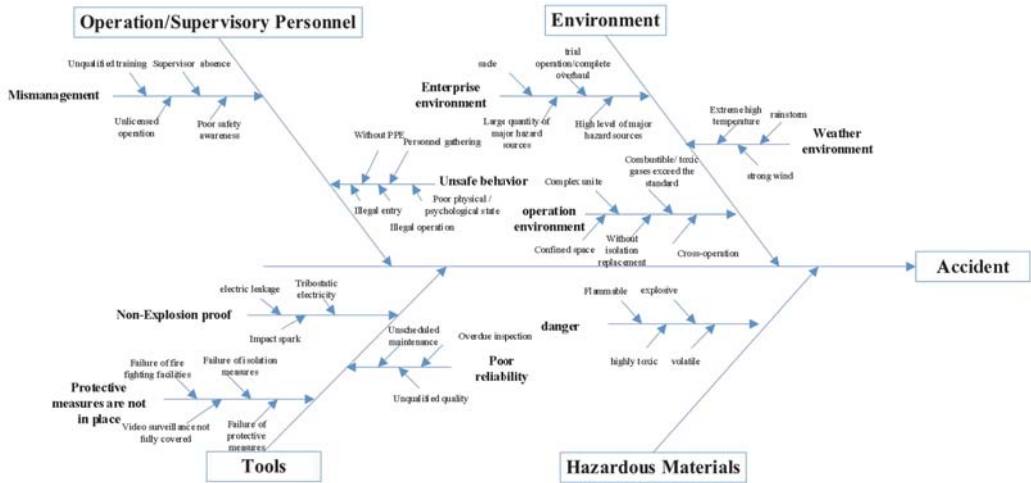 Operation/Supervisory Personnel
Environment
Unqualified training
Supervisor absence
Mismanagement
Unlicensed
operation
Poor safety
awareness
sude
trial
operation/complete
overhaul
Enterprise
environment
Large quantity of
major hazard
sources
High level of major
hazard sources
Extreme high
temperature
rainstorm
Weather
environment
strong wind
Without PPE
Personnel gathering
Unsafe behavior
Illegal entry
Poor physical /
psychological state
Illegal operation
Combustible/ toxic
gases exceed the
standard
Complex unite
operation
environment
Confined space
Without
isolation
replacement
Cross-operation
Accident
electric leakage
Tribostatic
electricity
Non-Explosion proof
Impact spark
Unscheduled
maintenance
Overdue inspection
Poor
reliability
Unqualified quality
Flammable
explosive
danger
highly toxic
volatile
Failure of fire
fighting facilities
Failure of isolation
measures
Protective
measures are not
in place
Video surveillance not
fully covered
Failure of
protective
measures
Tools
Hazardous Materials